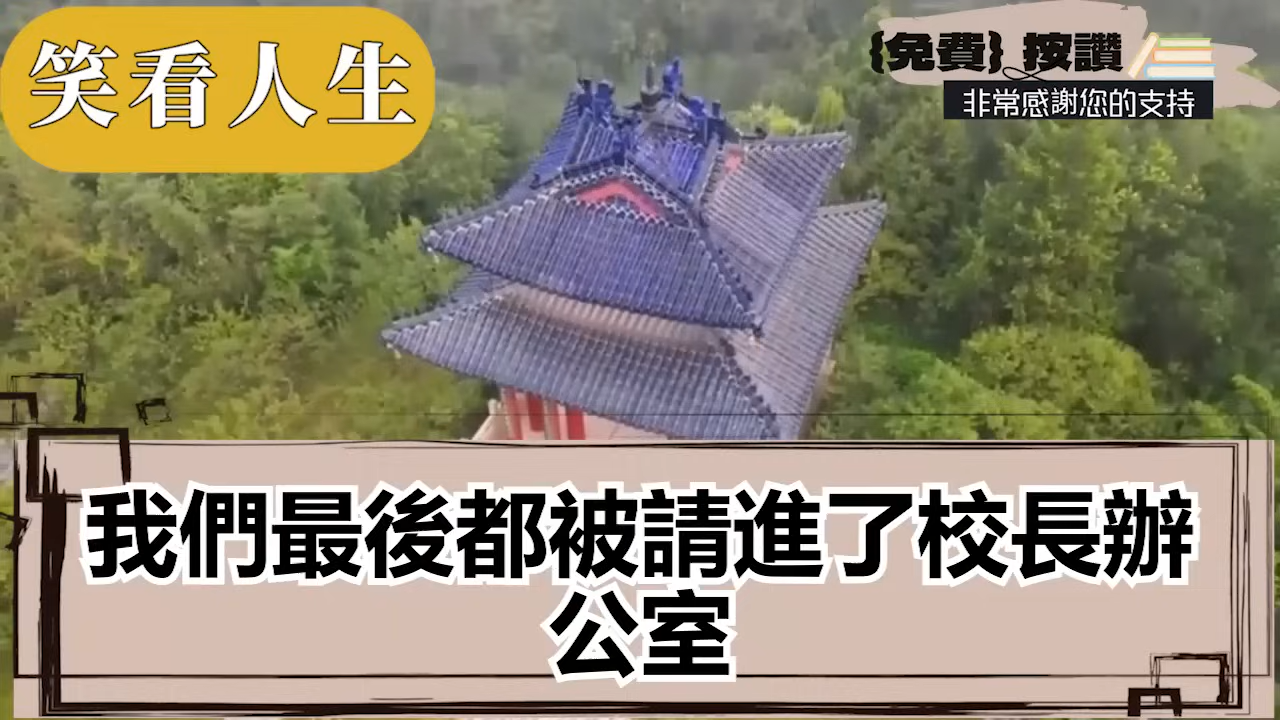 笑看人生
{免費} 按讚
非常感謝您的支持
我們最後都被請進了校長辦
公室